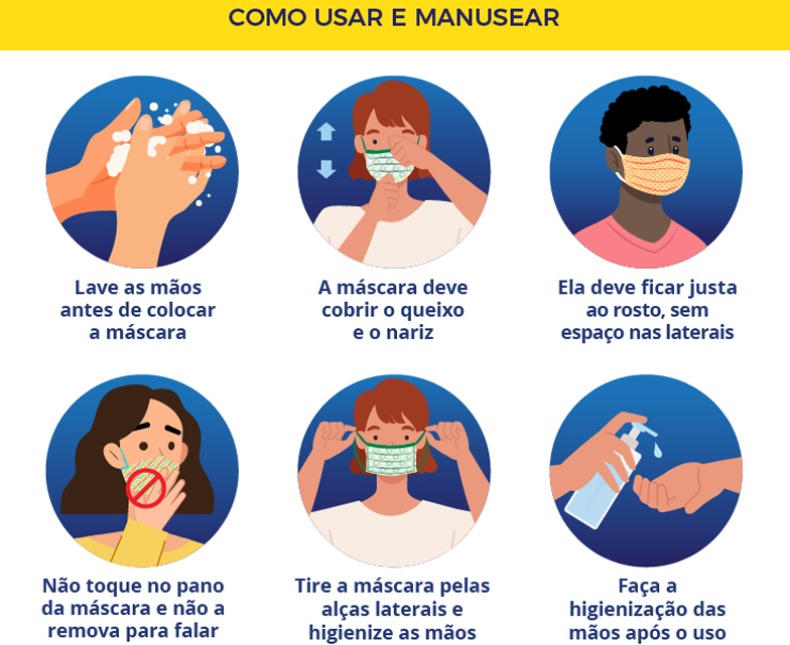 COMO USAR E MANUSEAR
Lave as mãos
antes de colocar
a máscara
A máscara deve
cobrir o queixo
e o nariz
Ela deve ficar justa
ao rosto, sem
espaço nas laterais
Não toque no pano
da máscara e não a
remova para falar
Tire a máscara pelas
alças laterais e
higienize as mãos
Faça a
higienização das
mãos após o uso